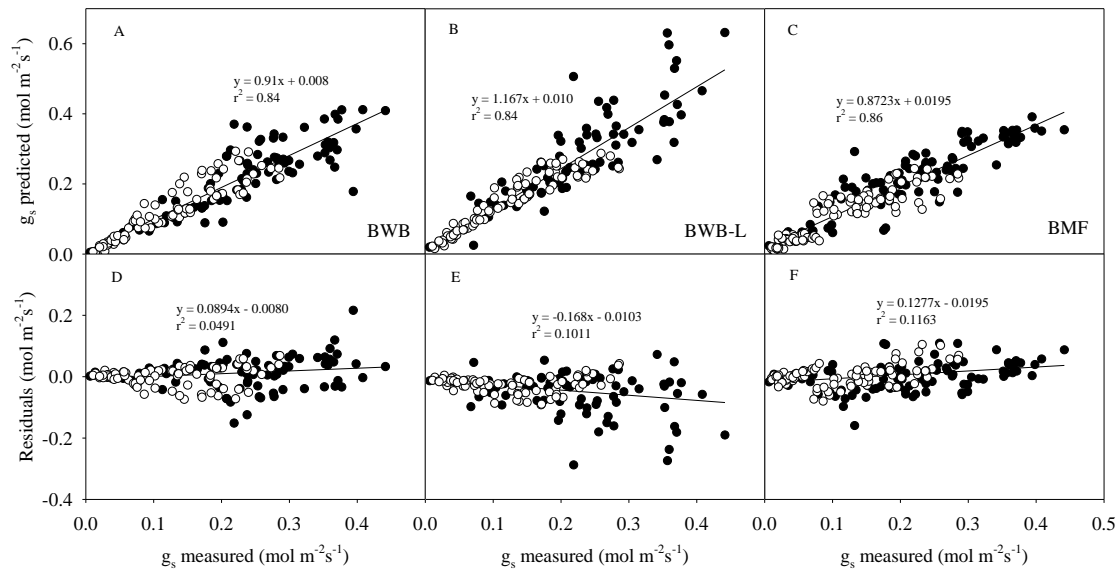 A
B
C
y = 0.91x + 0.008
r² = 0.84
y = 1.167x + 0.010
r² = 0.84
y = 0.8723x + 0.0195
r² = 0.86
gₛ predicted (mol m⁻²s⁻¹)
0.6
0.4
0.2
0.0
BWB
BWB-L
BMF
D
E
F
y = 0.0894x - 0.0080
r² = 0.0491
y = -0.168x - 0.0103
r² = 0.1011
y = 0.1277x - 0.0195
r² = 0.1163
Residuals (mol m⁻²s⁻¹)
0.2
0.0
-0.2
-0.4
0.0 0.1 0.2 0.3 0.4 0.0 0.1 0.2 0.3 0.4 0.0 0.1 0.2 0.3 0.4 0.5
gₛ measured (mol m⁻²s⁻¹)
gₛ measured (mol m⁻²s⁻¹)
gₛ measured (mol m⁻²s⁻¹)